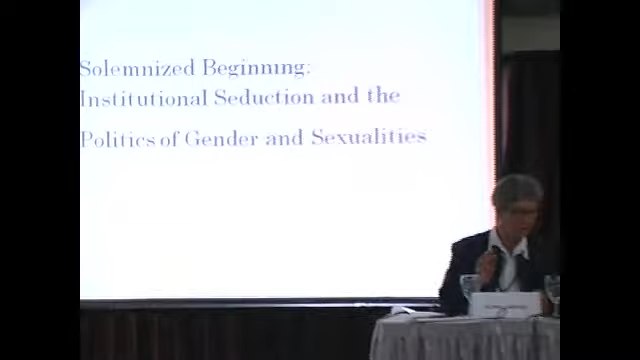 Solemnized Beginning:
Institutional Seduction and the
Politics of Gender and Sexualities